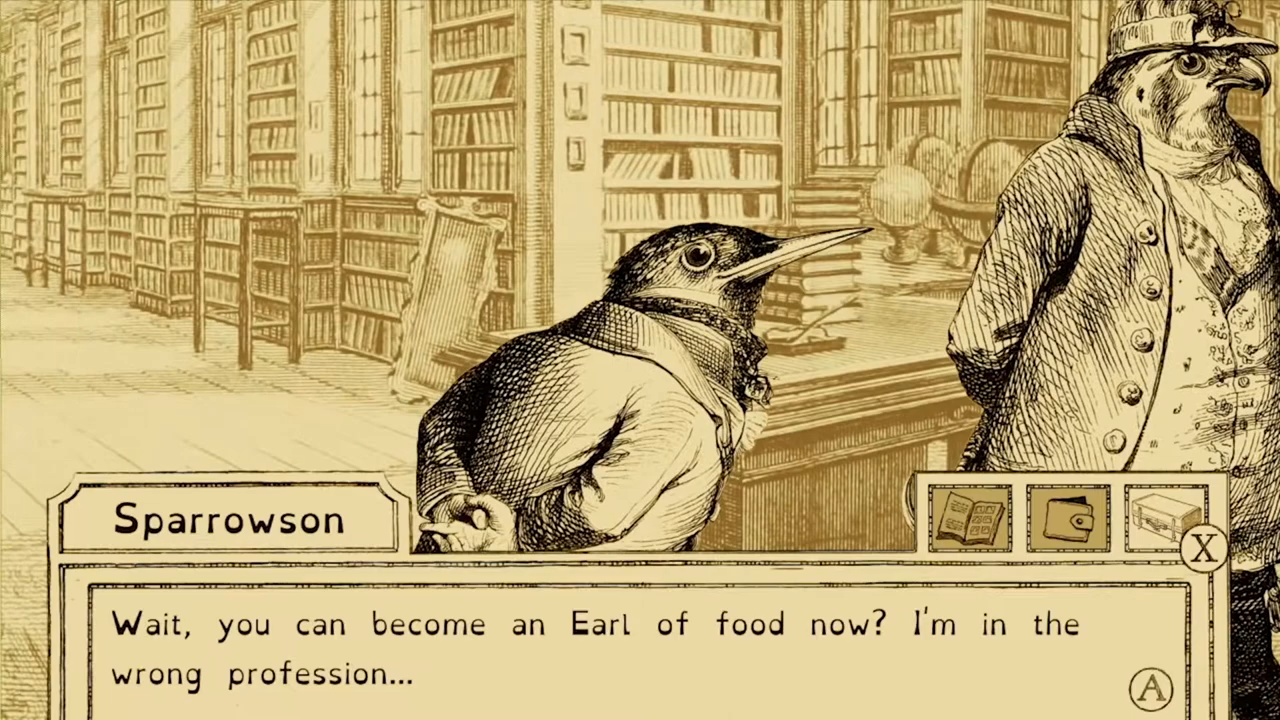 Sparrowson
X
Wait, you can become an Earl of food now? I'm in the
wrong profession...
A